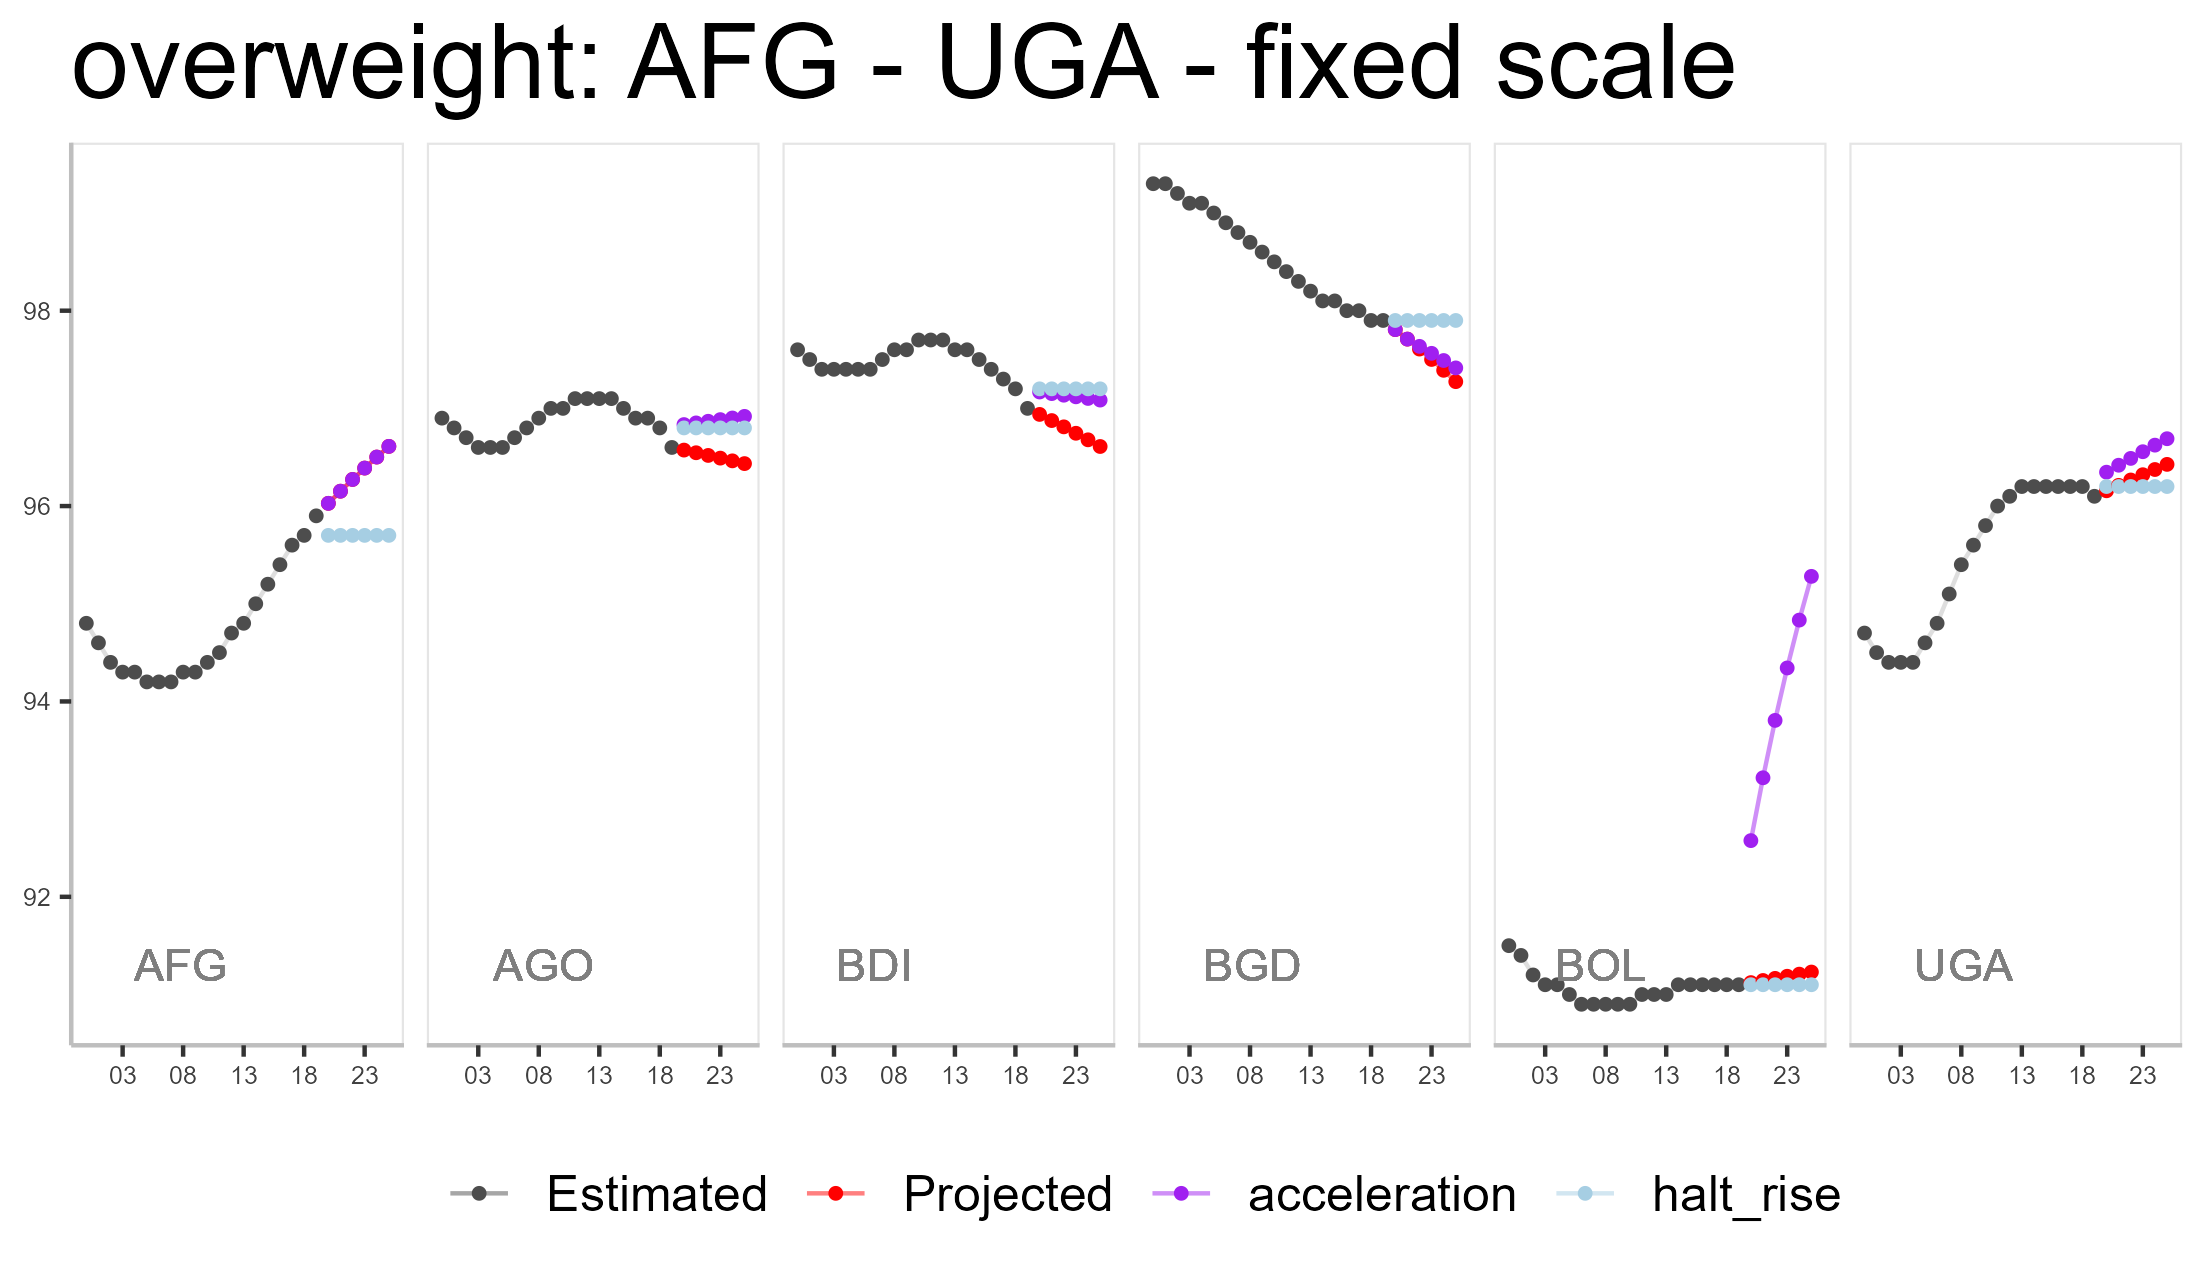 overweight: AFG - UGA - fixed scale
98
96
94
92
AFG AGO BDI BGD BOL UGA
03 08 13 18 23 03 08 13 18 23 03 08 13 18 23 03 08 13 18 23 03 08 13 18 23 03 08 13 18 23
Estimated Projected acceleration halt_rise